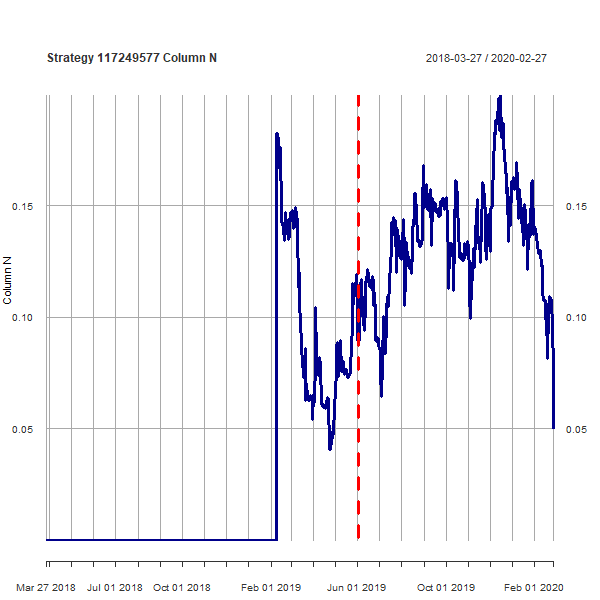 Strategy 117249577 Column N
2018-03-27 / 2020-02-27
Column N
0.15
0.15
0.10
0.10
0.05
0.05
Mar 27 2018
Jul 01 2018
Oct 01 2018
Feb 01 2019
Jun 01 2019
Oct 01 2019
Feb 01 2020